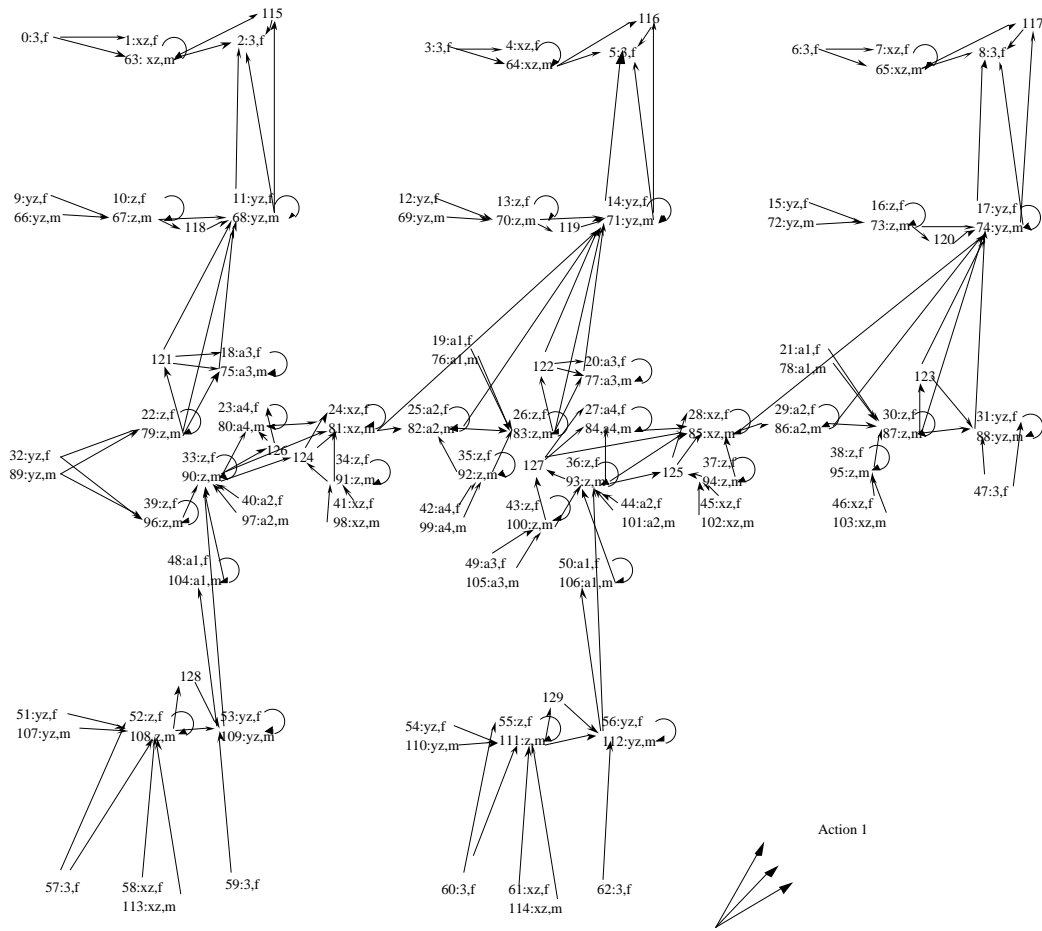 115
0:3,f
1:xz,f
2:3,f
63: xz,m
116
3:3,f
4:xz,f
5:3,f
64:xz,m
117
6:3,f
7:xz,f
8:3,f
65:xz,m
9:yz,f
10:z,f
11:yz,f
66:yz,m
67:z,m
68:yz,m
118
12:yz,f
13:z,f
14:yz,f
69:yz,m
70:z,m
71:yz,m
119
15:yz,f
16:z,f
17:yz,f
72:yz,m
73:z,m
74:yz,m
120
121
18:a3,f
75:a3,m
19:a1,f
76:a1,m
122
20:a3,f
77:a3,m
21:a1,f
78:a1,m
123
22:z,f
79:z,m
23:a4,f
80:a4,m
24:xz,f
81:xz,m
25:a2,f
82:a2,m
26:z,f
83:z,m
27:a4,f
84,a4,m
28:xz,f
85:xz,m
29:a2,f
86:a2,m
30:z,f
87:z,m
31:yz,f
88:yz,m
32:yz,f
89:yz,m
33:z,f
90:z,m
126
124
34:z,f
91:z,m
35:z,f
92:z,m
127
36:z,f
93:z,m
125
37:z,f
94:z,m
38:z,f
95:z,m
39:z,f
96:z,m
40:a2,f
97:a2,m
41:xz,f
98:xz,m
42:a4,f
99:a4,m
43:z,f
100:z,m
44:a2,f
101:a2,m
45:xz,f
102:xz,m
46:xz,f
103:xz,m
47:3,f
48:a1,f
104:a1,m
49:a3,f
105:a3,m
50:a1,f
106:a1,m
128
51:yz,f
107:yz,m
52:z,f
108:z,m
53:yz,f
109:yz,m
129
54:yz,f
110:yz,m
55:z,f
111:z,m
56:yz,f
112:yz,m
Action 1
57:3,f
58:xz,f
113:xz,m
59:3,f
60:3,f
61:xz,f
114:xz,m
62:3,f